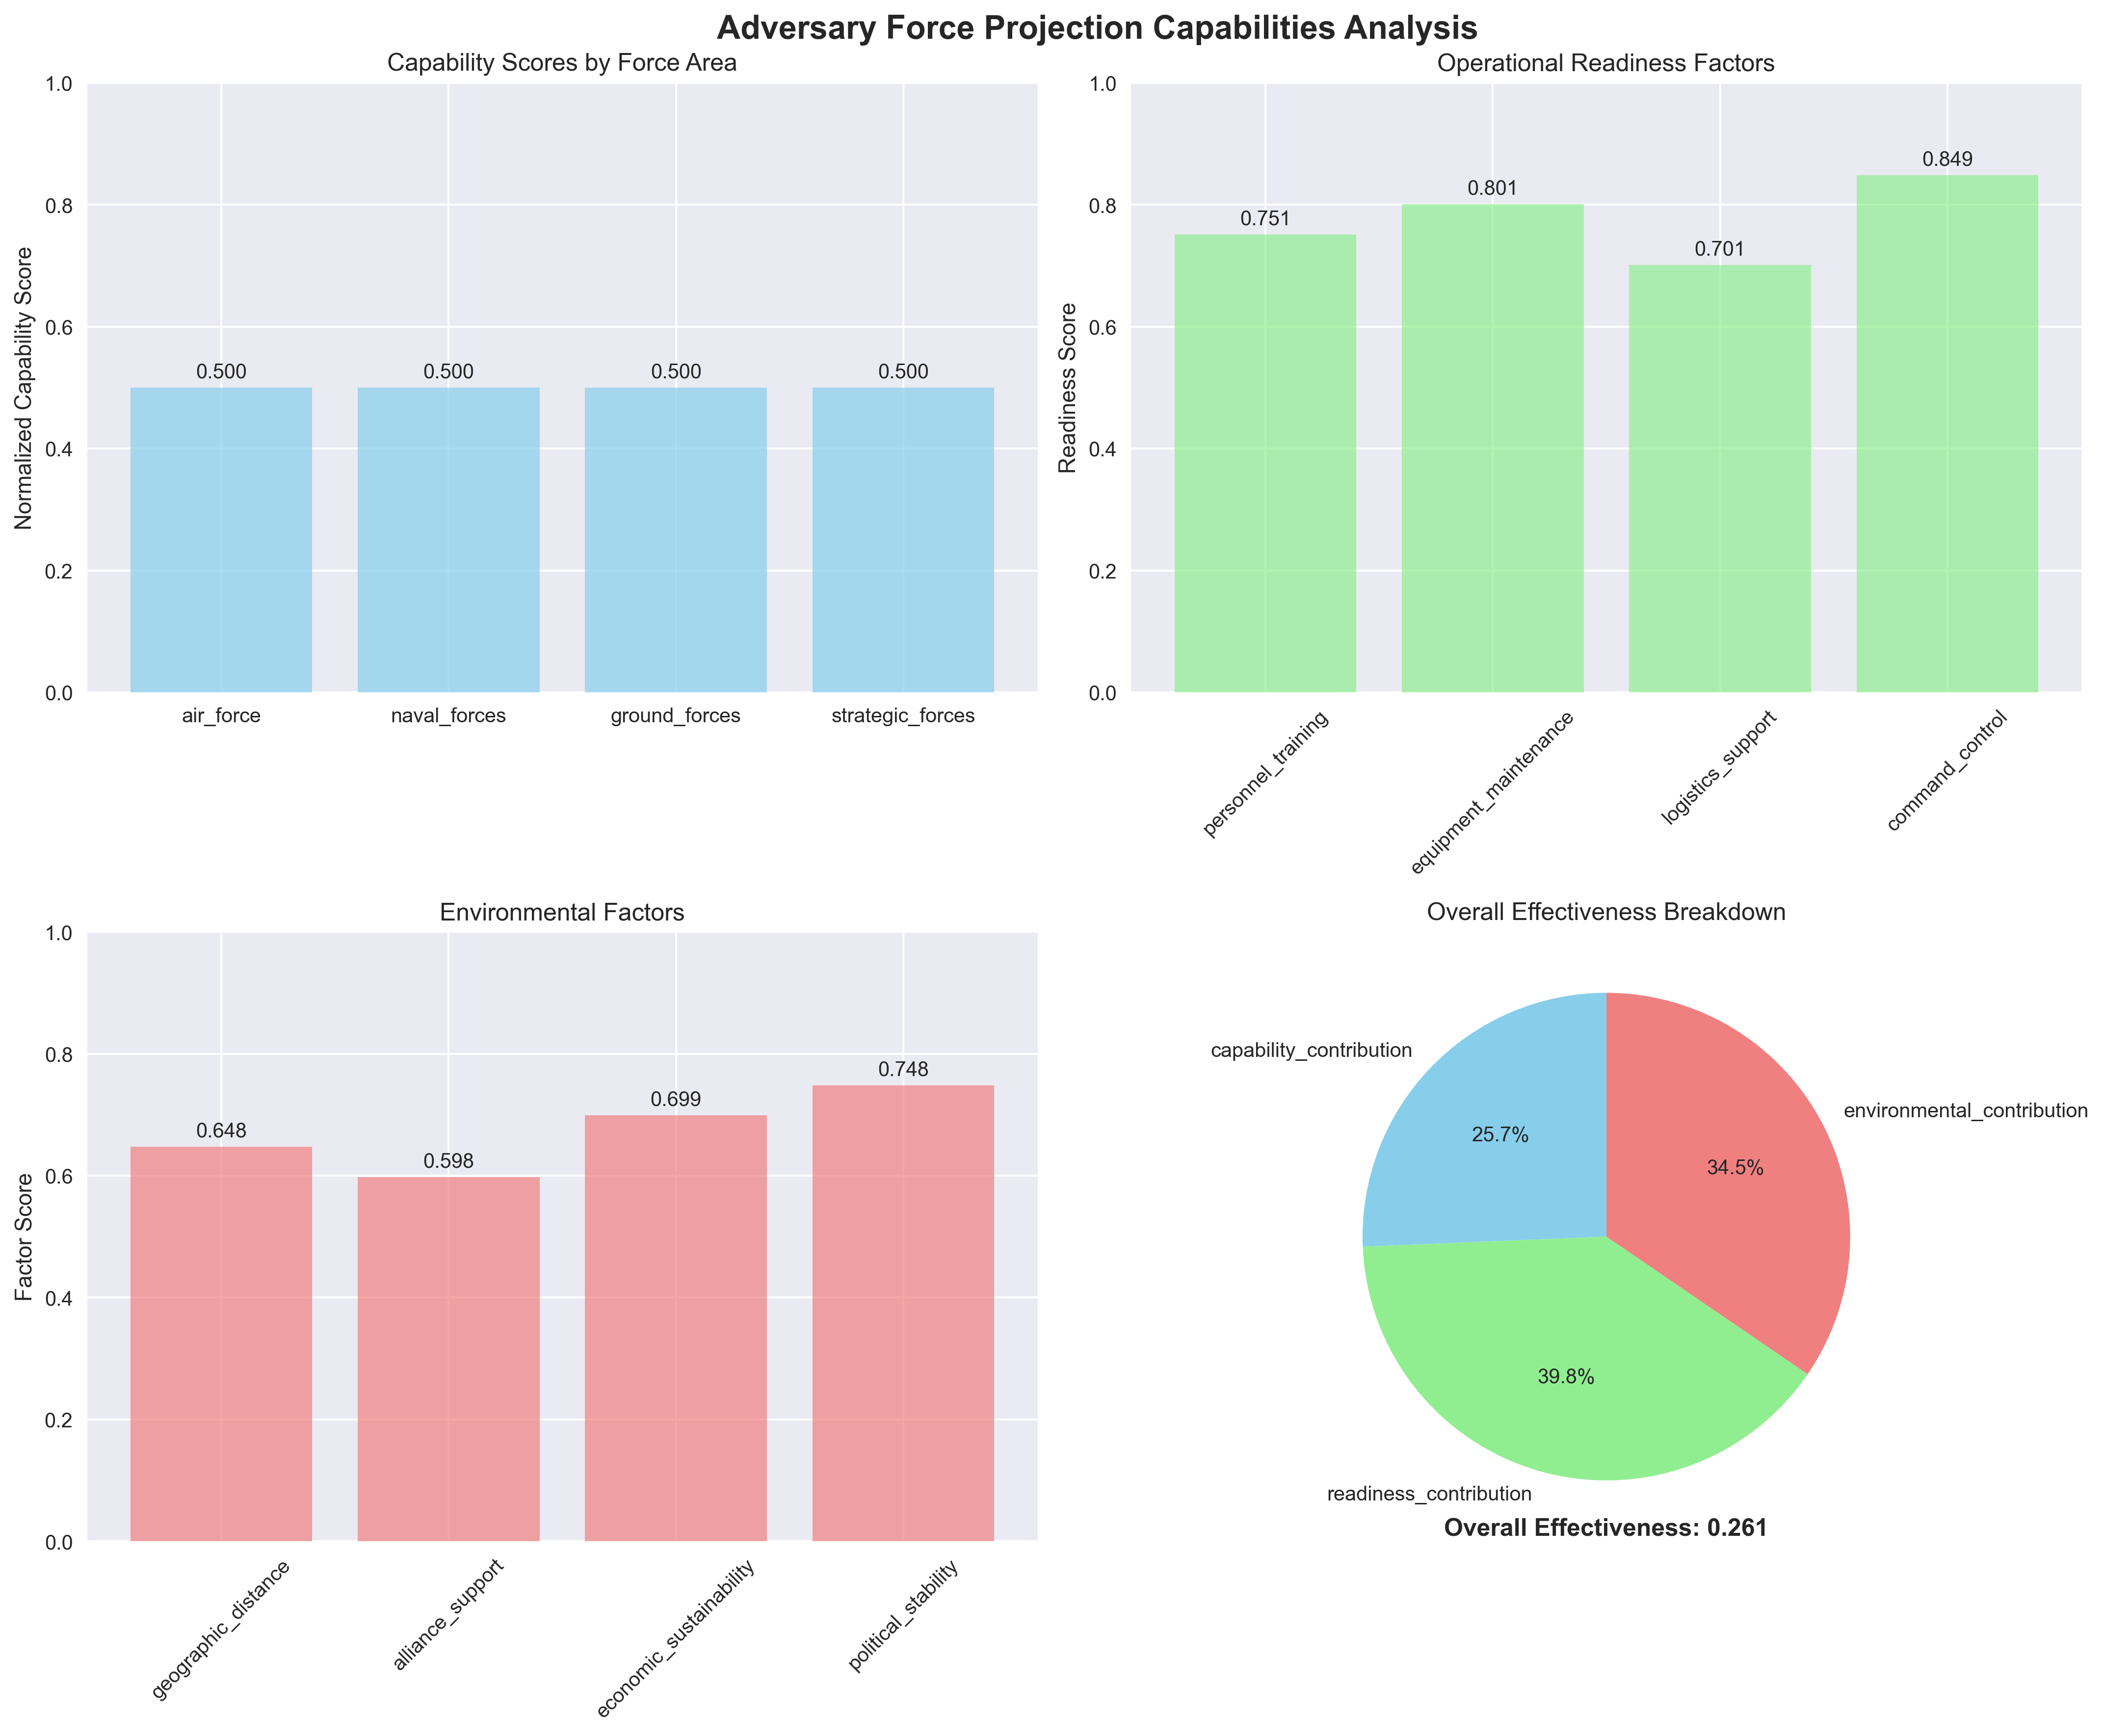 Adversary Force Projection Capabilities Analysis
Capability Scores by Force Area
Normalized Capability Score
1.0
0.8
0.6
0.4
0.2
0.0
0.500
0.500
0.500
0.500
air_force
naval_forces
ground_forces
strategic_forces
Operational Readiness Factors
Readiness Score
1.0
0.8
0.6
0.4
0.2
0.0
0.751
0.801
0.701
0.849
personnel_training
equipment_maintenance
logistics_support
command_control
Environmental Factors
Factor Score
1.0
0.8
0.6
0.4
0.2
0.0
0.648
0.598
0.699
0.748
geographic_distance
alliance_support
economic_sustainability
political_stability
Overall Effectiveness Breakdown
capability_contribution
environmental_contribution
25.7%
34.5%
39.8%
readiness_contribution
Overall Effectiveness: 0.261